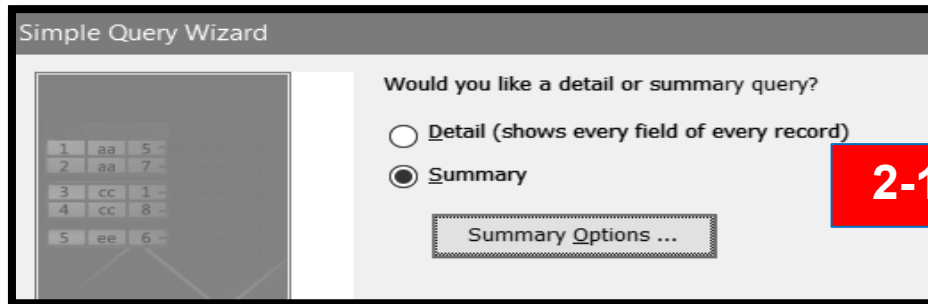 Simple Query Wizard
Would you like a detail or summary query?
Detail (shows every field of every record)
Summary
Summary Options ...
2-1
1 aa 5
2 aa 7
3 cc 1
4 cc 8
5 ee 6